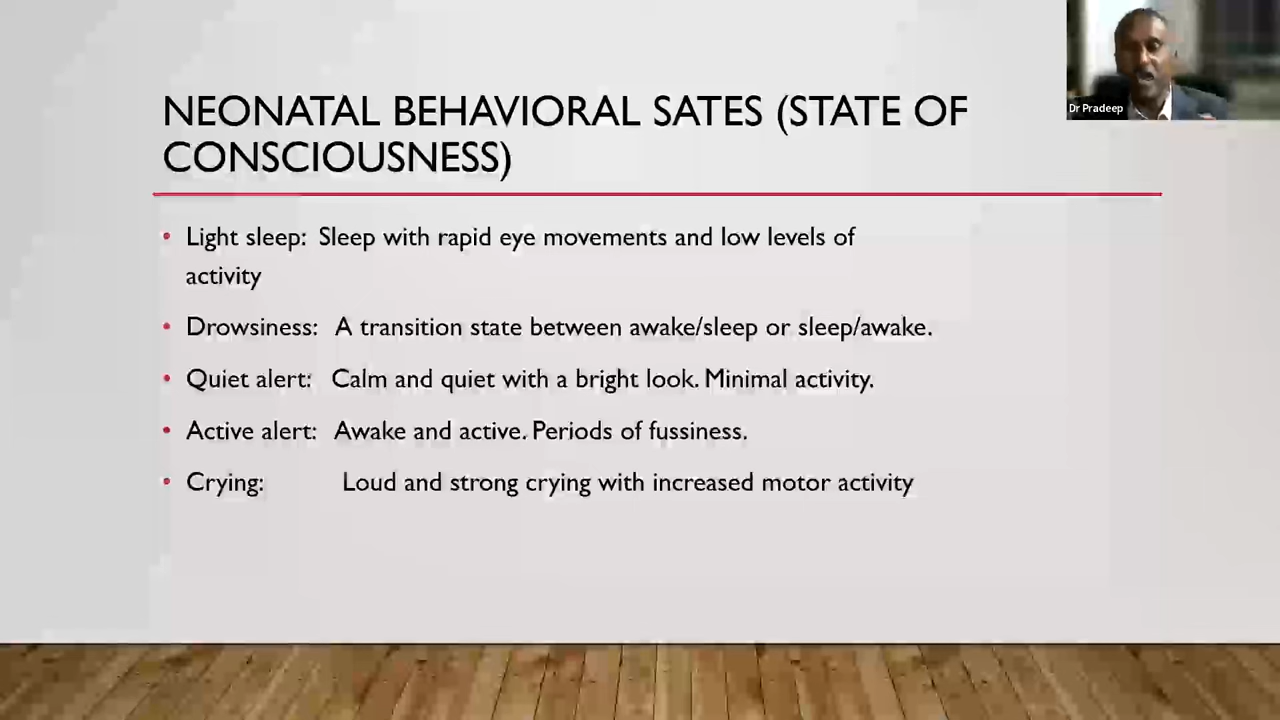 NEONATAL BEHAVIORAL SATES (STATE OF
CONSCIOUSNESS)
Dr Pradeep
• Light sleep: Sleep with rapid eye movements and low levels of
activity
• Drowsiness: A transition state between awake/sleep or sleep/awake.
• Quiet alert: Calm and quiet with a bright look. Minimal activity.
• Active alert: Awake and active. Periods of fussiness.
• Crying: Loud and strong crying with increased motor activity